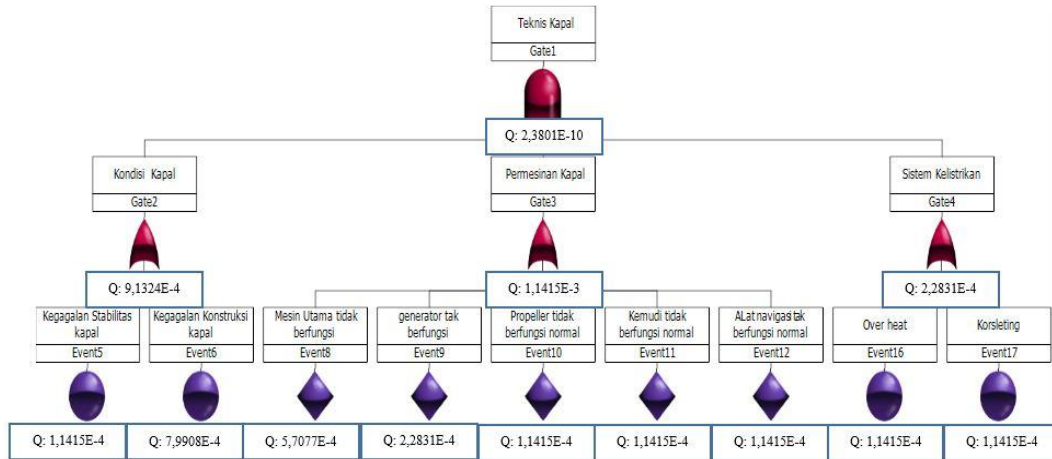 Teknis Kapal
Gate1
Q: 2,3801E-10
Kondisi Kapal
Gate2
Permesinan Kapal
Gate3
Sistem Kelistrikan
Gate4
Q: 9,1324E-4
Q: 1,1415E-3
Q: 2,2831E-4
Kegagalan Stabilitas
kapal
Event5
Kegagalan Konstruksi
kapal
Event6
Mesin Utama tidak
berfungsi
Event8
generator tak
berfungsi
Event9
Propeller tidak
berfungsi normal
Event10
Kemudi tidak
berfungsi normal
Event11
ALat navigasi tak
berfungsi normal
Event12
Over heat
Event16
Korsleting
Event17
Q: 1,1415E-4
Q: 7,9908E-4
Q: 5,7077E-4
Q: 2,2831E-4
Q: 1,1415E-4
Q: 1,1415E-4
Q: 1,1415E-4
Q: 1,1415E-4
Q: 1,1415E-4